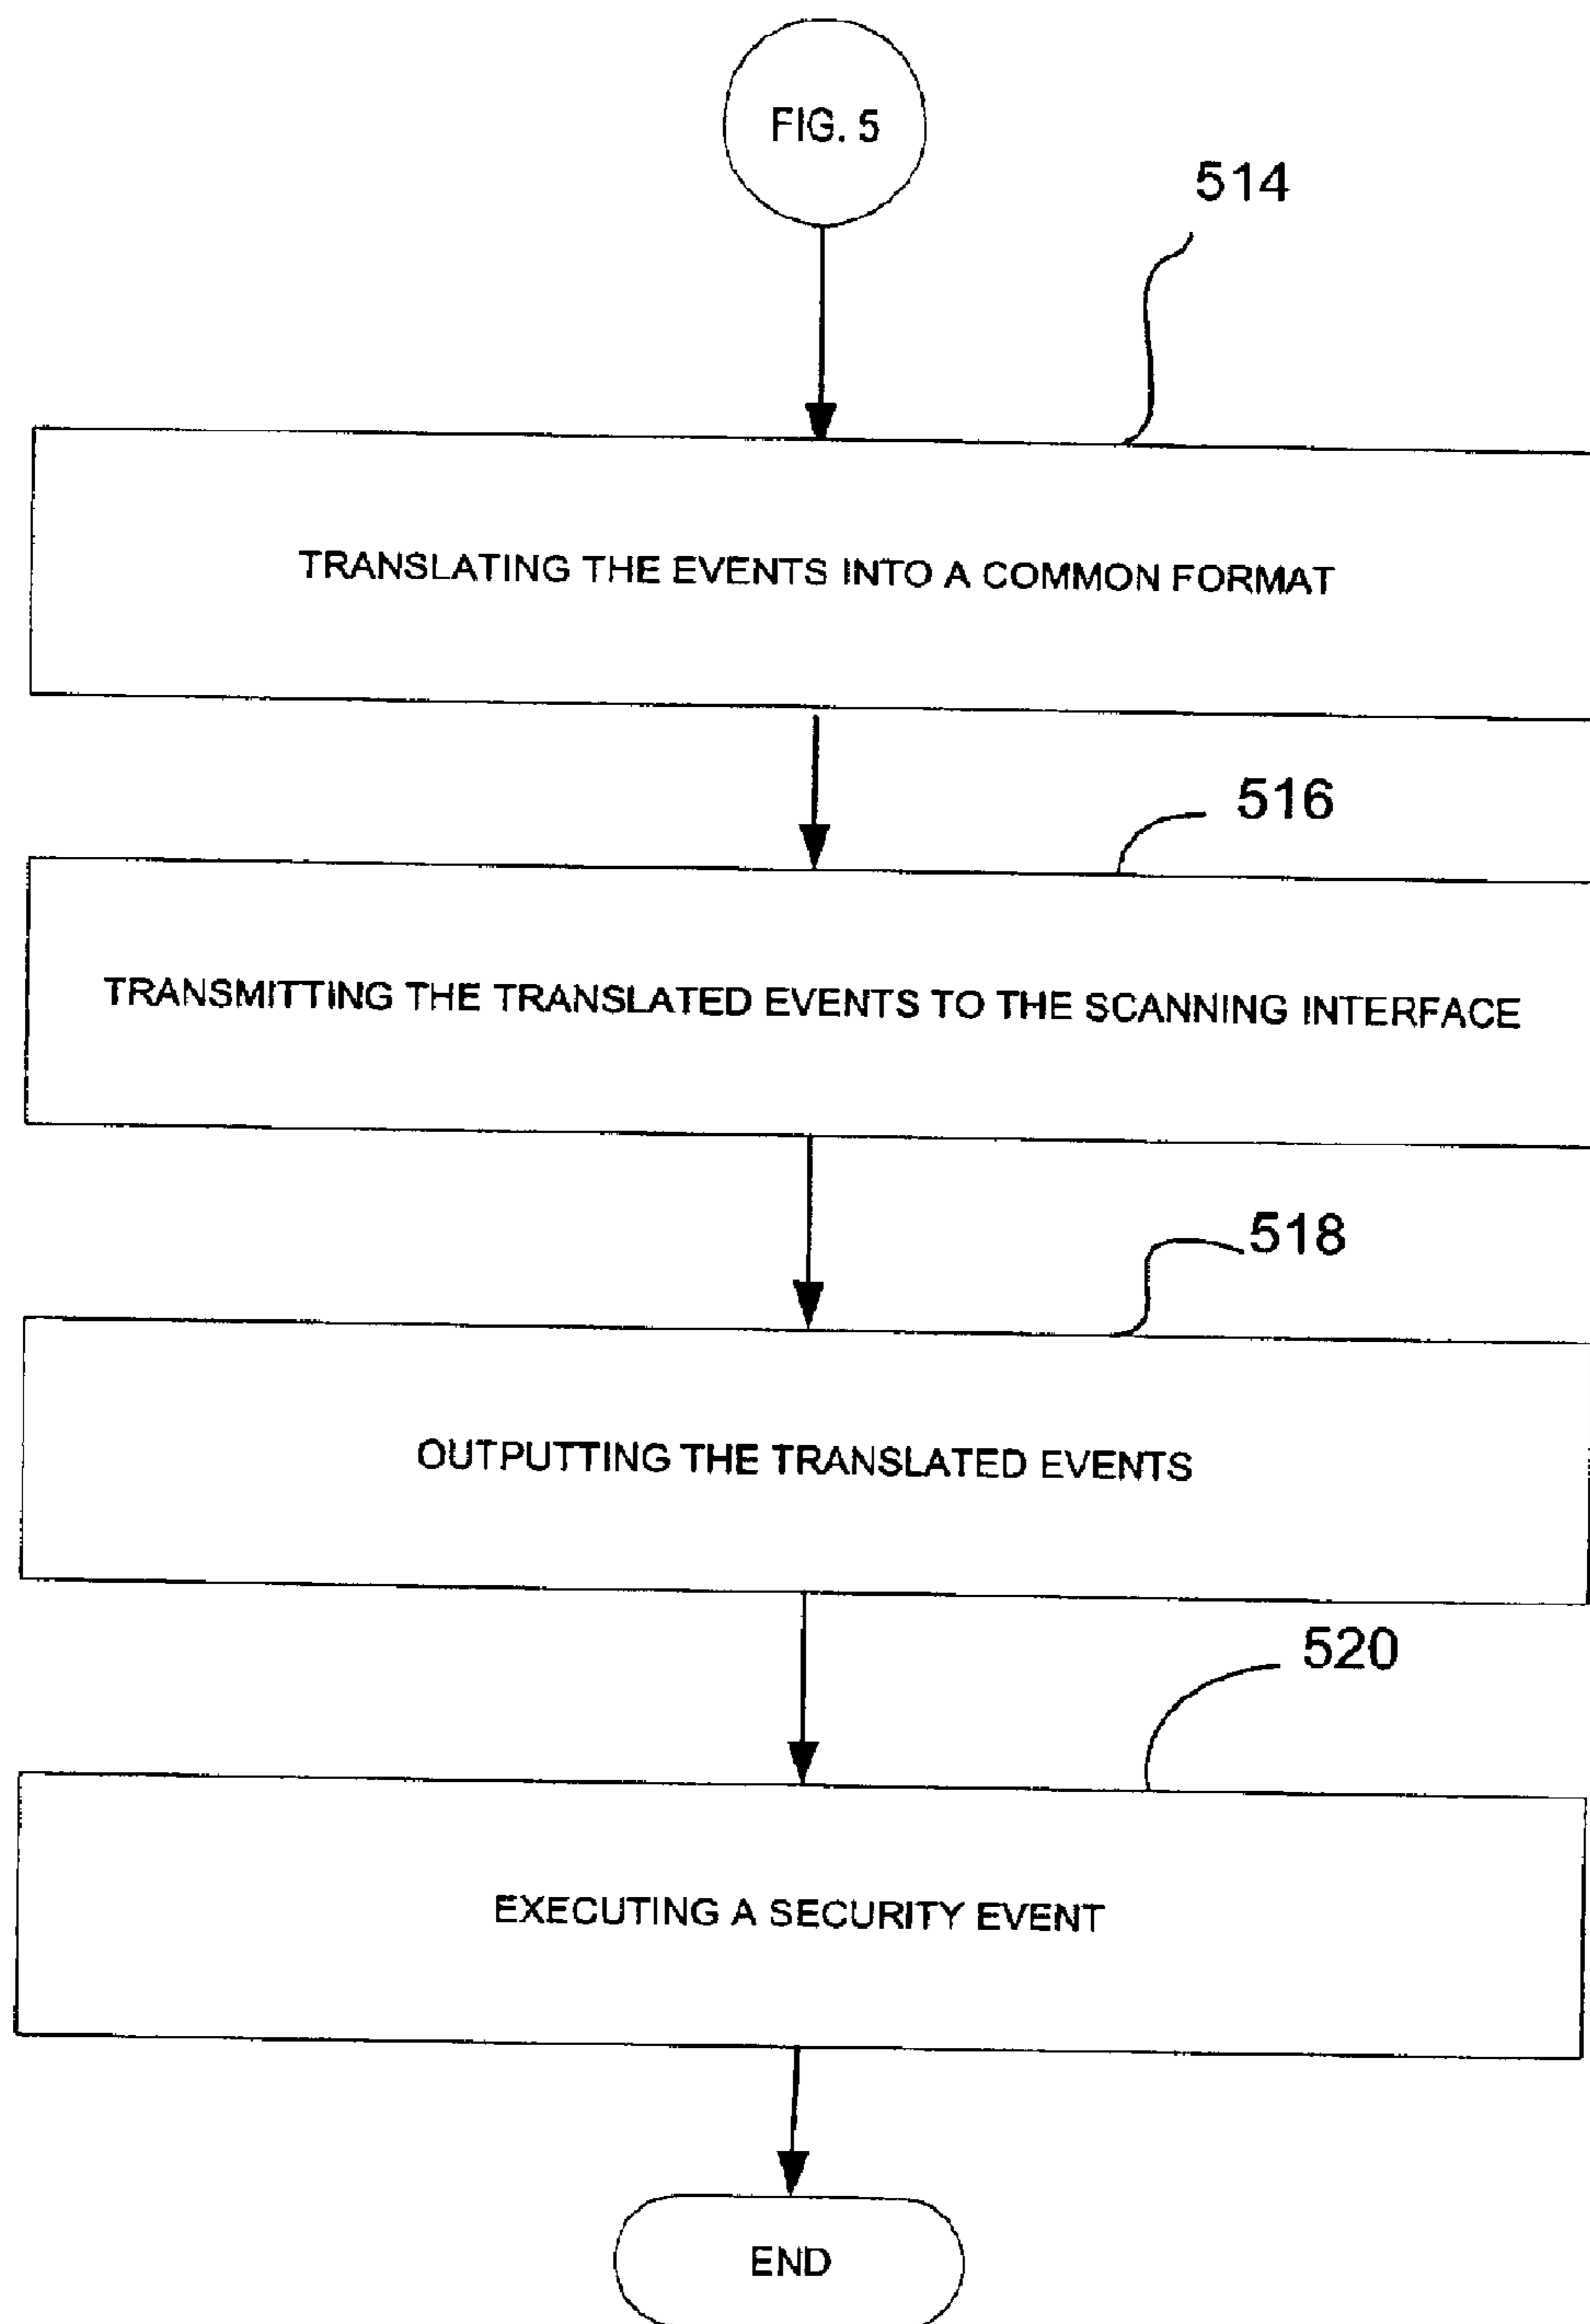 FIG. 5
514
TRANSLATING THE EVENTS INTO A COMMON FORMAT
516
TRANSMITTING THE TRANSLATED EVENTS TO THE SCANNING INTERFACE
518
OUTPUTTING THE TRANSLATED EVENTS
520
EXECUTING A SECURITY EVENT
END